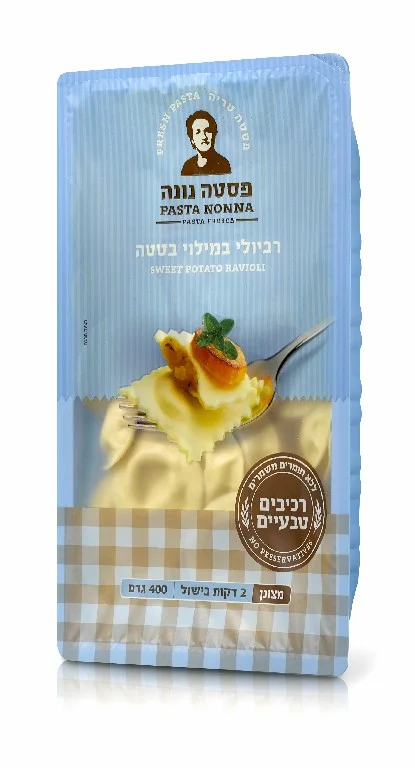 FRESH PASTA פסטה טריה
פסטה נונה
PASTA NONNA
PASTA FRESCA
רביולי במילוי בטטה
SWEET POTATO RAVIOLI
ללא חומרים משמרים
רכיבים
טבעיים
NO PRESERVATIVES
מצונן | 2 דקות בישול | 400 גרם